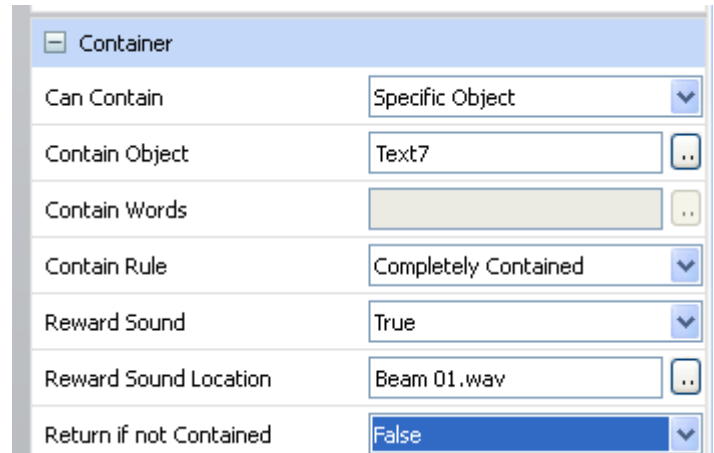 Container
Can Contain Specific Object
Contain Object Text7 ..
Contain Words ..
Contain Rule Completely Contained
Reward Sound True
Reward Sound Location Beam 01.wav ..
Return if not Contained False